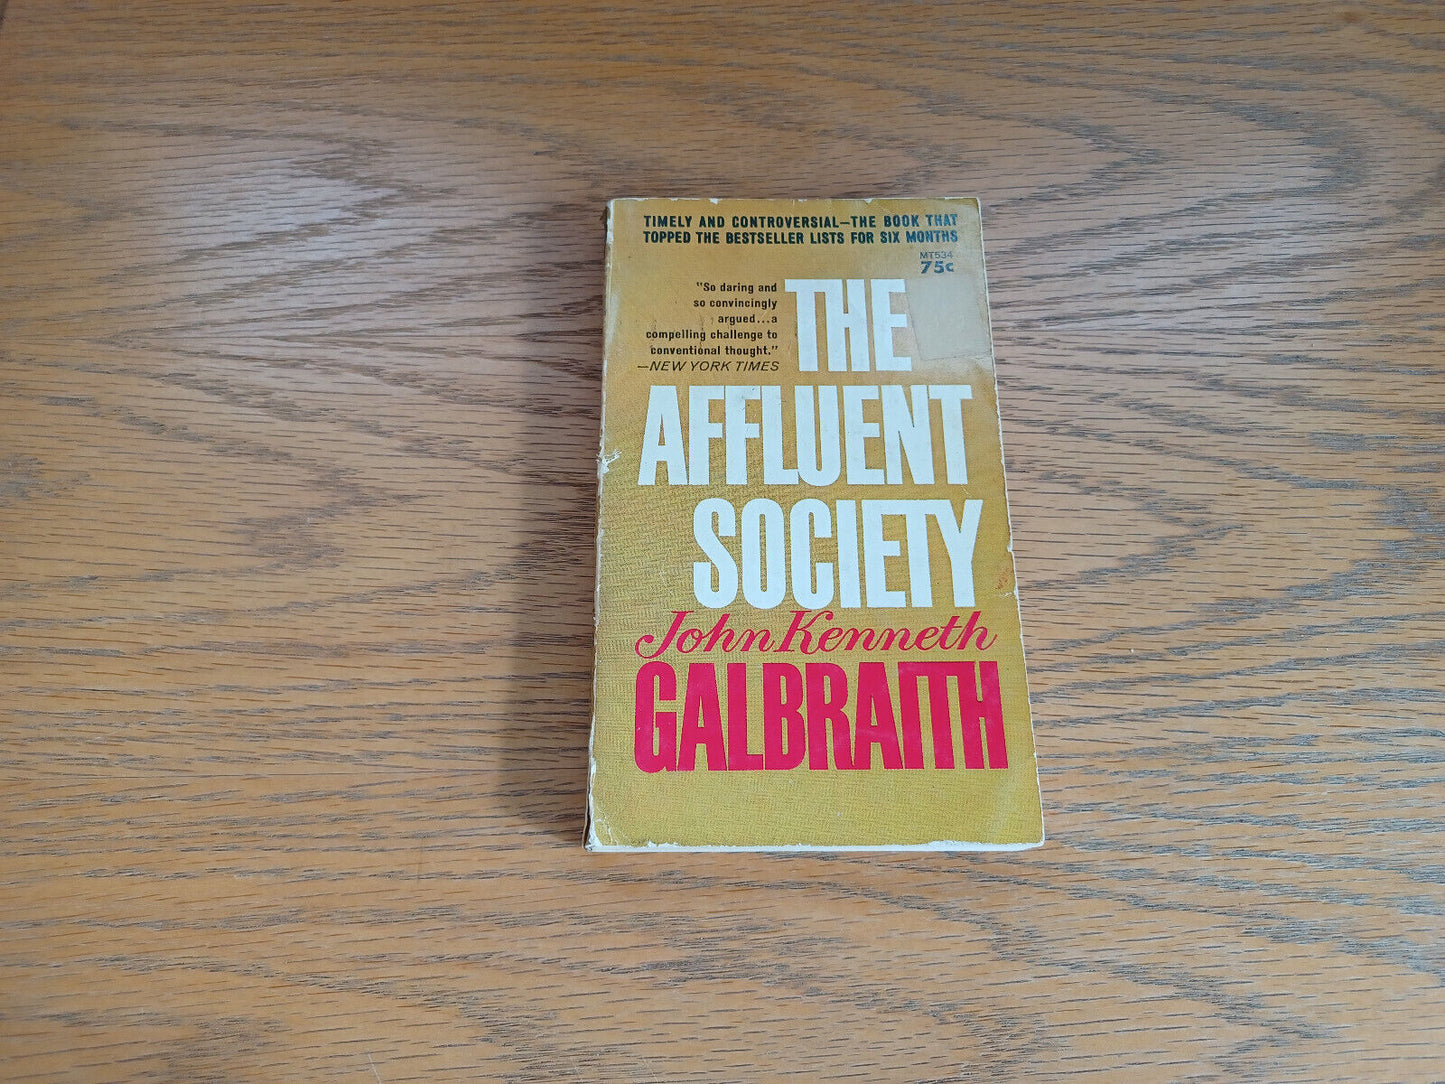 TIMELY AND CONTROVERSIAL—THE BOOK THAT
TOPPED THE BESTSELLER LISTS FOR SIX MONTHS
MT534
75c
"So daring and
so convincingly
argued...a
compelling challenge to
conventional thought."
—NEW YORK TIMES
THE
AFFLUENT
SOCIETY
John Kenneth
GALBRAITH